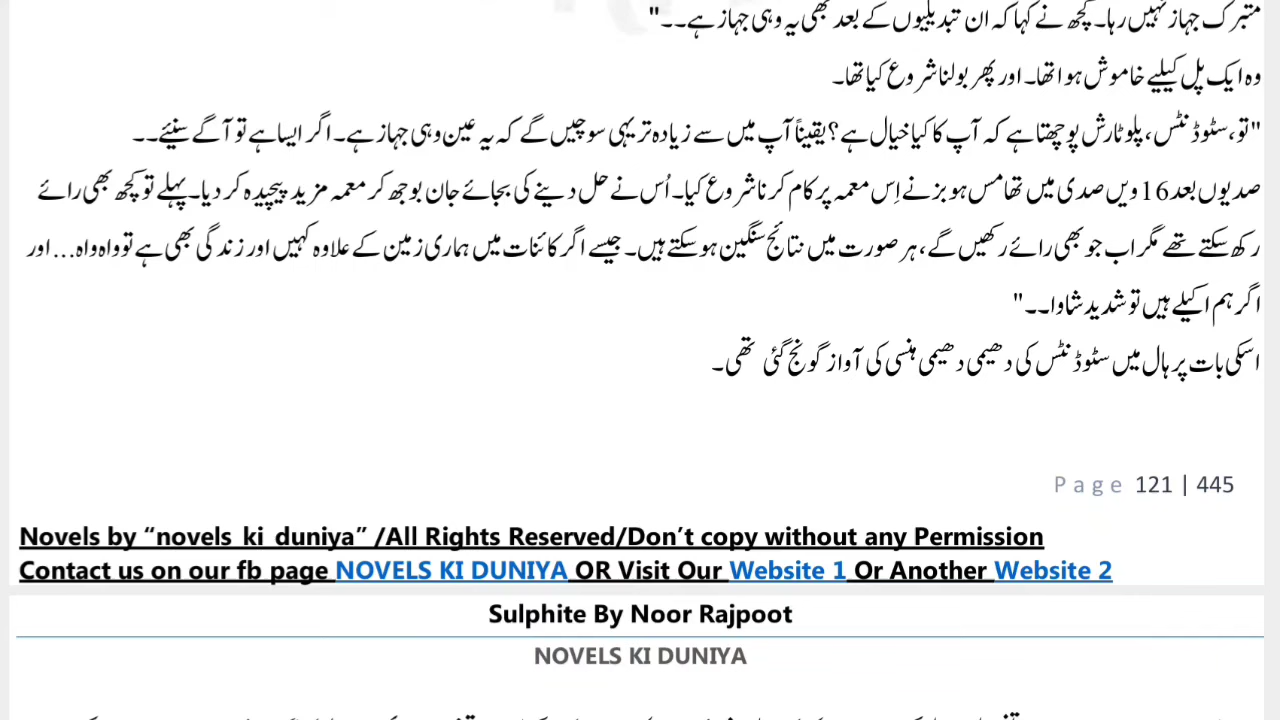 متبرک جہاز نہیں رہا۔ کچھ نے کہا کہ ان تبدیلیوں کے بعد بھی یہ وہی جہاز ہے۔۔"
وہ ایک پل کیلیے خاموش ہوا تھا۔ اور پھر بولنا شروع کیا تھا۔
"تو، سٹوڈنٹس، پلوٹارش پوچھتا ہے کہ آپ کا کیا خیال ہے؟ یقیناً آپ میں سے زیادہ تر یہی سوچیں گے کہ یہ عین وہی جہاز ہے۔ اگر ایسا ہے تو آگے سنیئے۔۔
صدیوں بعد 16 ویں صدی میں تھامس ہوبز نے اِس معمہ پر کام کرنا شروع کیا۔ اُس نے حل دینے کی بجائے جان بوجھ کر معمہ مزید پیچیدہ کر دیا۔ پہلے تو کچھ بھی رائے
رکھ سکتے تھے مگر اب جو بھی رائے رکھیں گے، ہر صورت میں نتائج سنگین ہو سکتے ہیں۔ جیسے اگر کائنات میں ہماری زمین کے علاوہ کہیں اور زندگی بھی ہے تو واہ واہ... اور
اگر ہم اکیلے ہیں تو شدید شاوا۔۔"
اسکی بات پر ہال میں سٹوڈنٹس کی دھیمی دھیمی ہنسی کی آواز گونج گئی تھی۔
Page 121 | 445
Novels by “novels ki duniya” /All Rights Reserved/Don’t copy without any Permission
Contact us on our fb page NOVELS KI DUNIYA OR Visit Our Website 1 Or Another Website 2
Sulphite By Noor Rajpoot
NOVELS KI DUNIYA